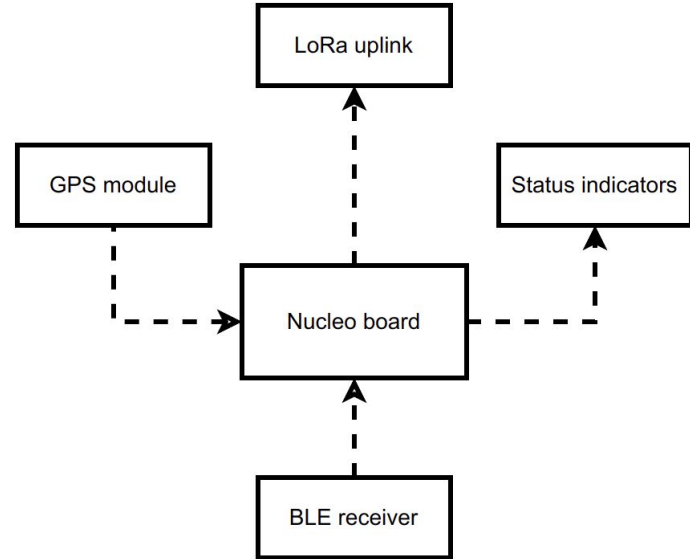 LoRa uplink
GPS module
Status indicators
Nucleo board
BLE receiver